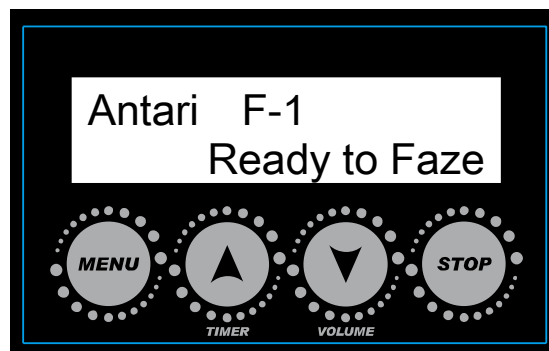 Antari F-1
Ready to Faze
MENU
STOP
TIMER
VOLUME